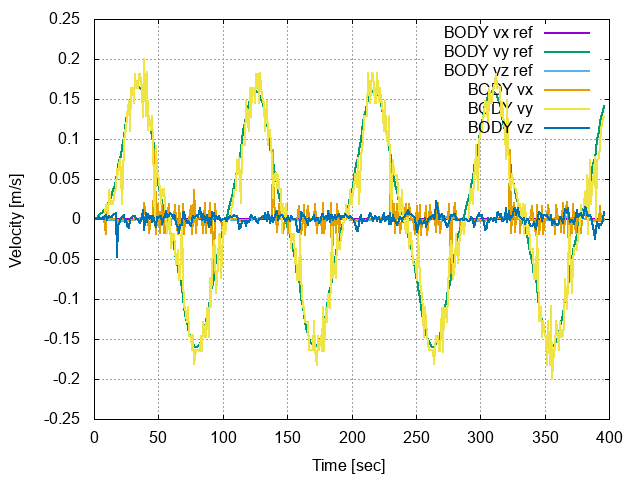 0.25
0.2
0.15
0.1
0.05
0
-0.05
-0.1
-0.15
-0.2
-0.25
Velocity [m/s]
BODY vx ref
BODY vy ref
BODY vz ref
BODY vx
BODY vy
BODY vz
0 50 100 150 200 250 300 350 400
Time [sec]